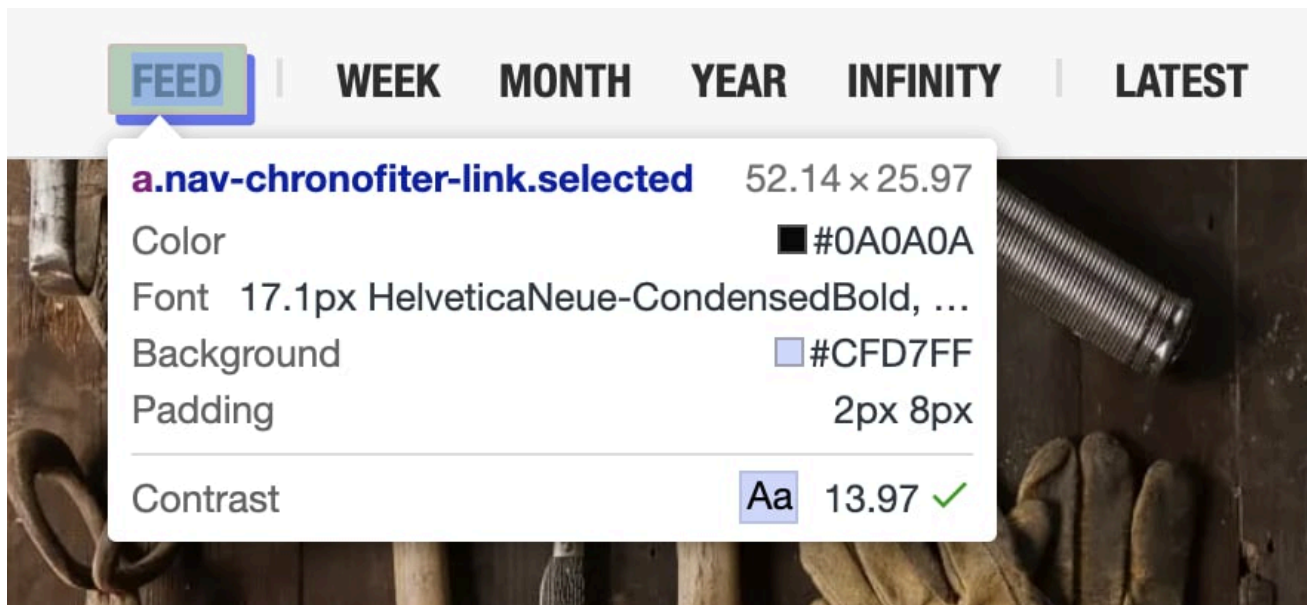 FEED WEEK MONTH YEAR INFINITY LATEST
a.nav-chronofiter-link.selected 52.14 × 25.97
Color #0A0A0A
Font 17.1px HelveticaNeue-CondensedBold, …
Background #CFD7FF
Padding 2px 8px
Contrast Aa 13.97